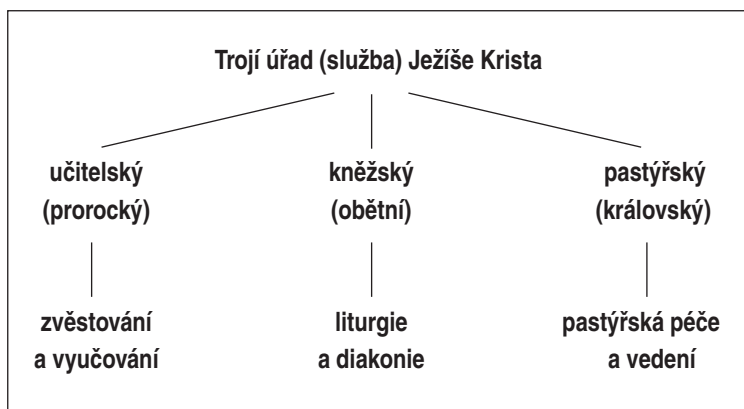 Trojí úřad (služba) Ježíše Krista
učitelský
(prorocký)
kněžský
(obětní)
pastýřský
(královský)
zvěstování
a vyučování
liturgie
a diakonie
pastýřská péče
a vedení